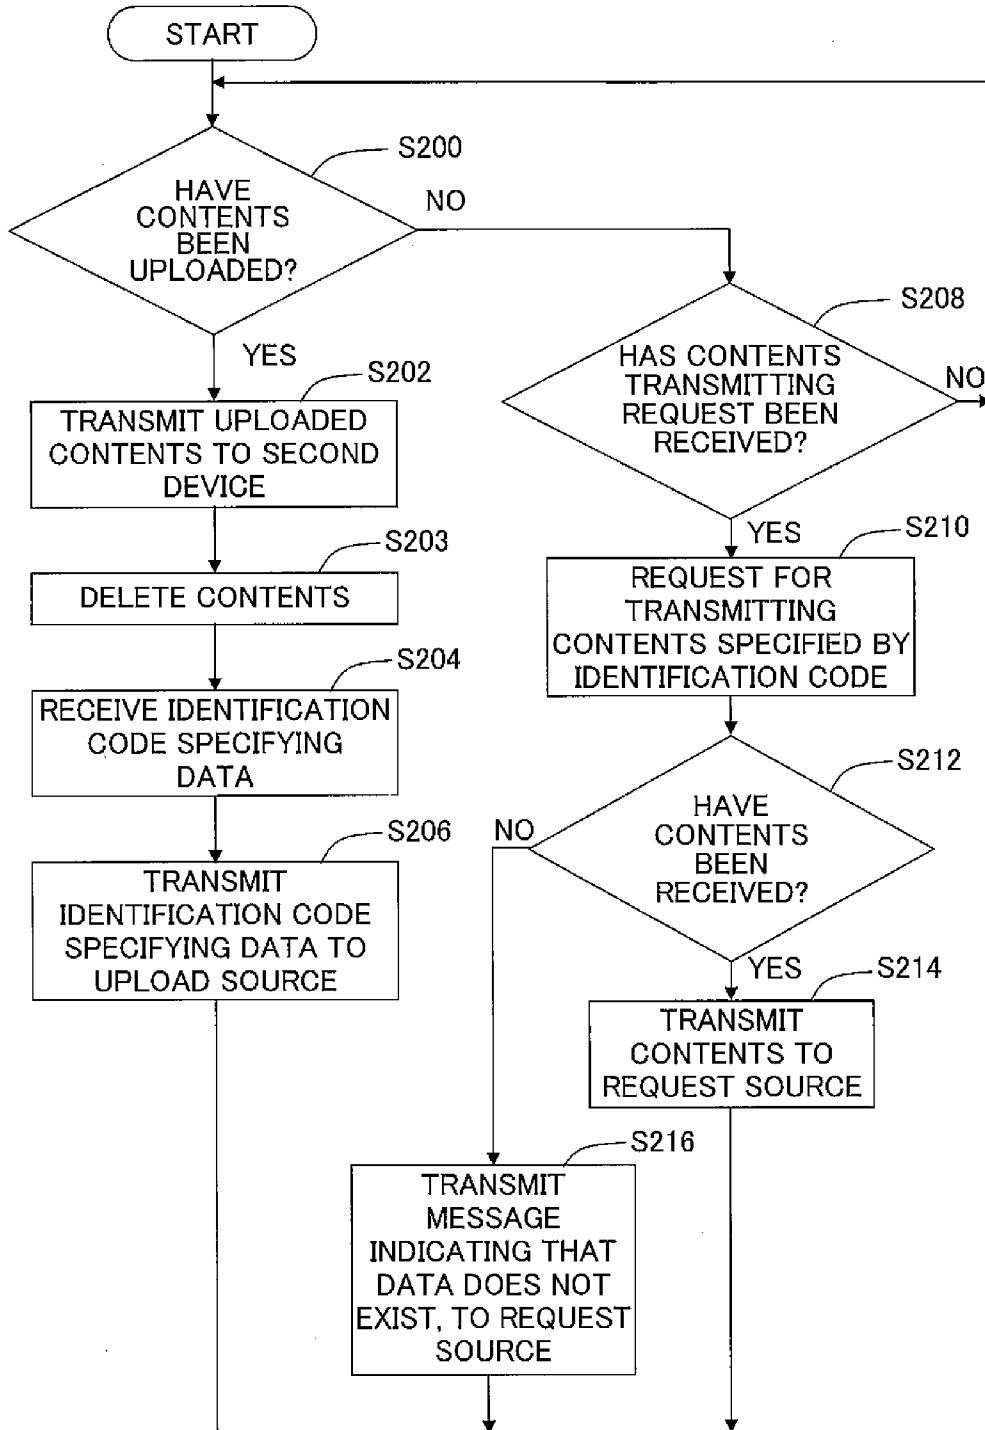 START
S200
HAVE
CONTENTS
BEEN
UPLOADED?
NO
YES
S202
TRANSMIT UPLOADED
CONTENTS TO SECOND
DEVICE
S203
DELETE CONTENTS
S204
RECEIVE IDENTIFICATION
CODE SPECIFYING
DATA
S206
TRANSMIT
IDENTIFICATION CODE
SPECIFYING DATA TO
UPLOAD SOURCE
S208
HAS CONTENTS
TRANSMITTING
REQUEST BEEN
RECEIVED?
NO
YES
S210
REQUEST FOR
TRANSMITTING
CONTENTS SPECIFIED BY
IDENTIFICATION CODE
S212
HAVE
CONTENTS
BEEN
RECEIVED?
NO
YES
S214
TRANSMIT
CONTENTS TO
REQUEST SOURCE
S216
TRANSMIT
MESSAGE
INDICATING THAT
DATA DOES NOT
EXIST, TO REQUEST
SOURCE